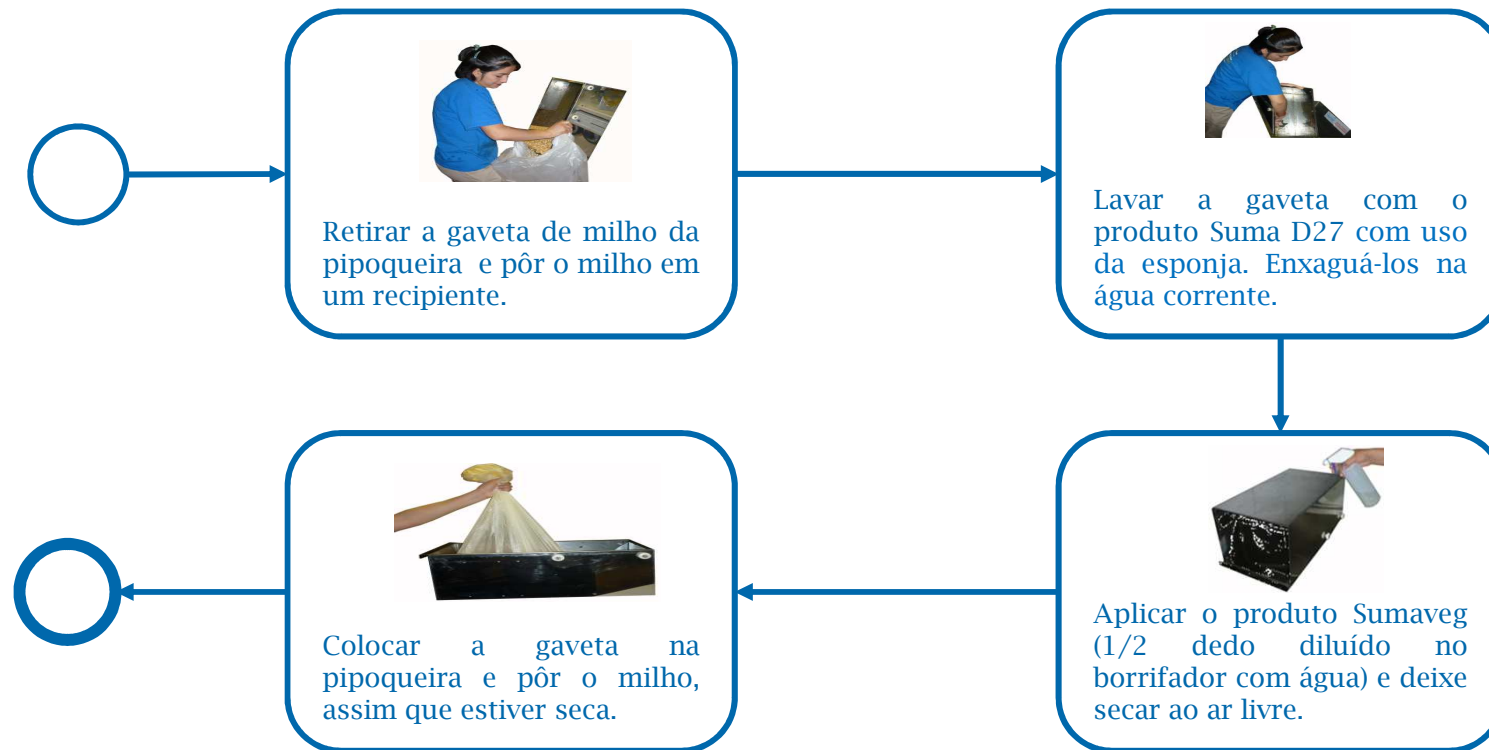 Retirar a gaveta de milho da
pipoqueira e pôr o milho em
um recipiente.
Lavar a gaveta com o
produto Suma D27 com uso
da esponja. Enxaguá-los na
água corrente.
Aplicar o produto Sumaveg
(1/2 dedo diluído no
borrifador com água) e deixe
secar ao ar livre.
Colocar a gaveta na
pipoqueira e pôr o milho,
assim que estiver seca.